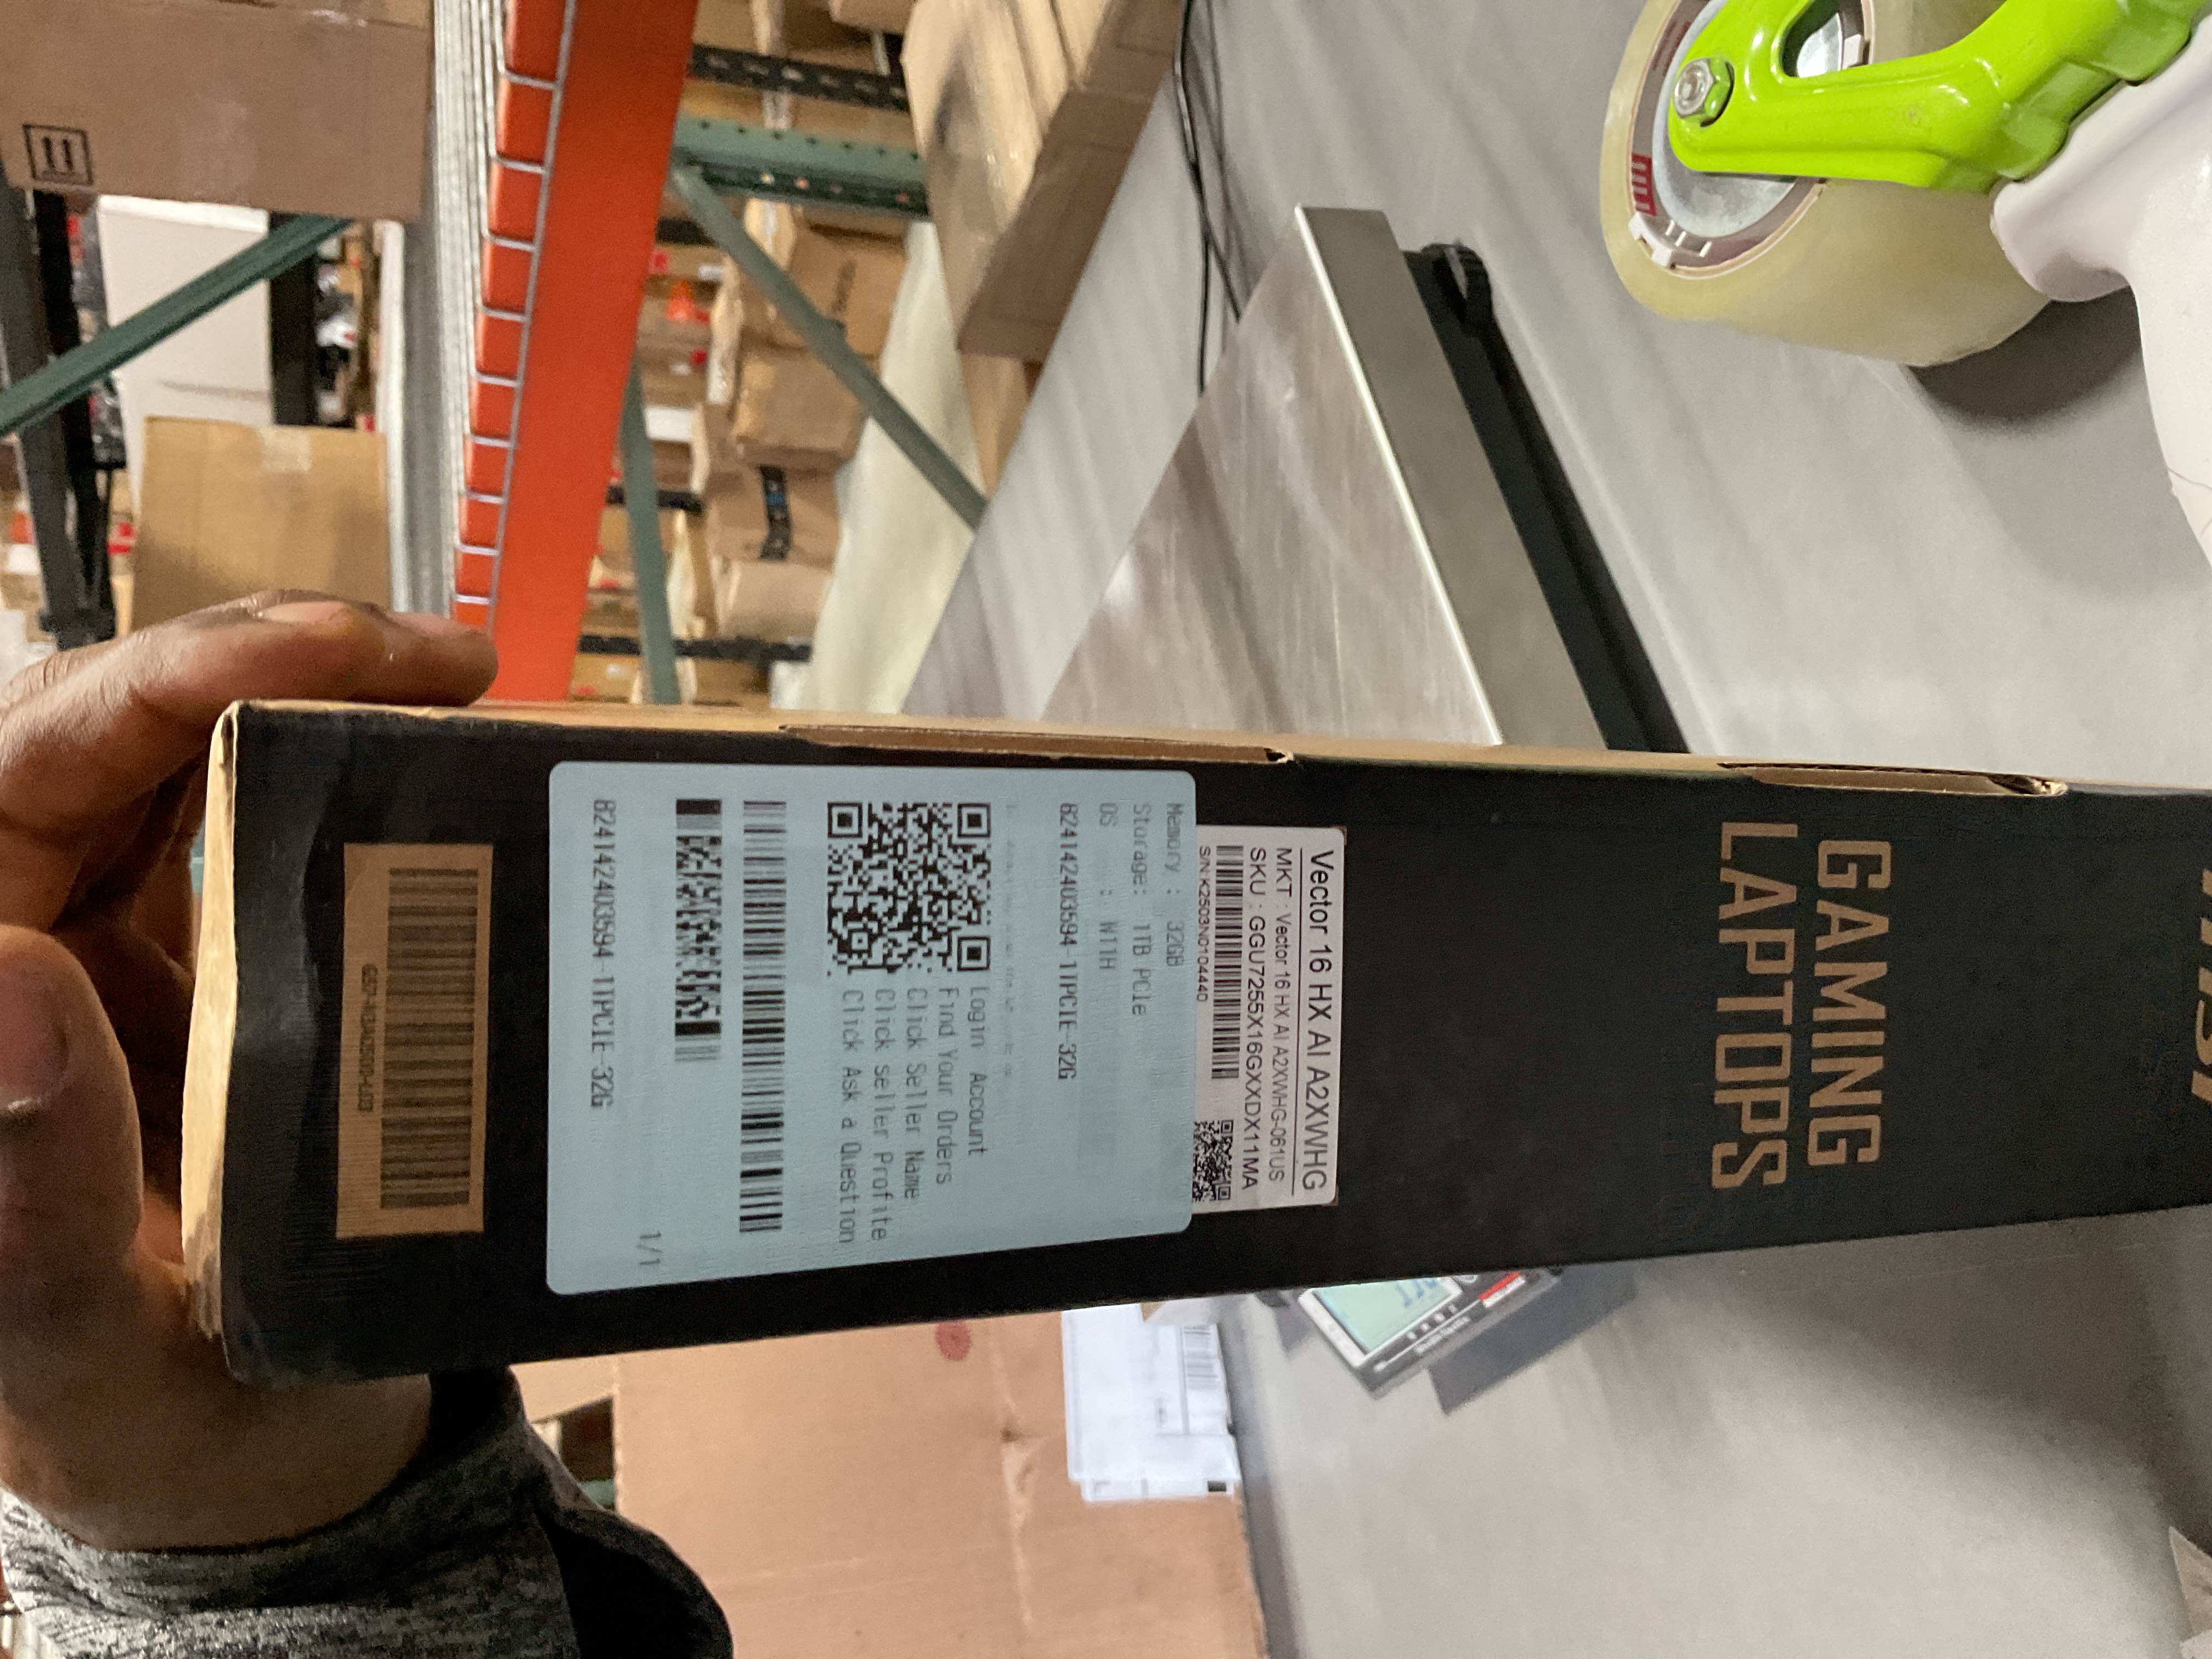 GAMING
LAPTOPS
Vector 16 HX AI A2XWHG
MKT : Vector 16 HX AI A2XWHG-061US
SKU : GGU7255X16GXXDX11MA
S/N:K2503N0104440
Memory : 32GB
Storage: 1TB PCIe
OS : W11H
824142403594-1TPCIE-32G
Login Account
Find Your Orders
Click Seller Name
Click seller Profile
Click Ask a Question
1/1
824142403594-1TPCIE-32G